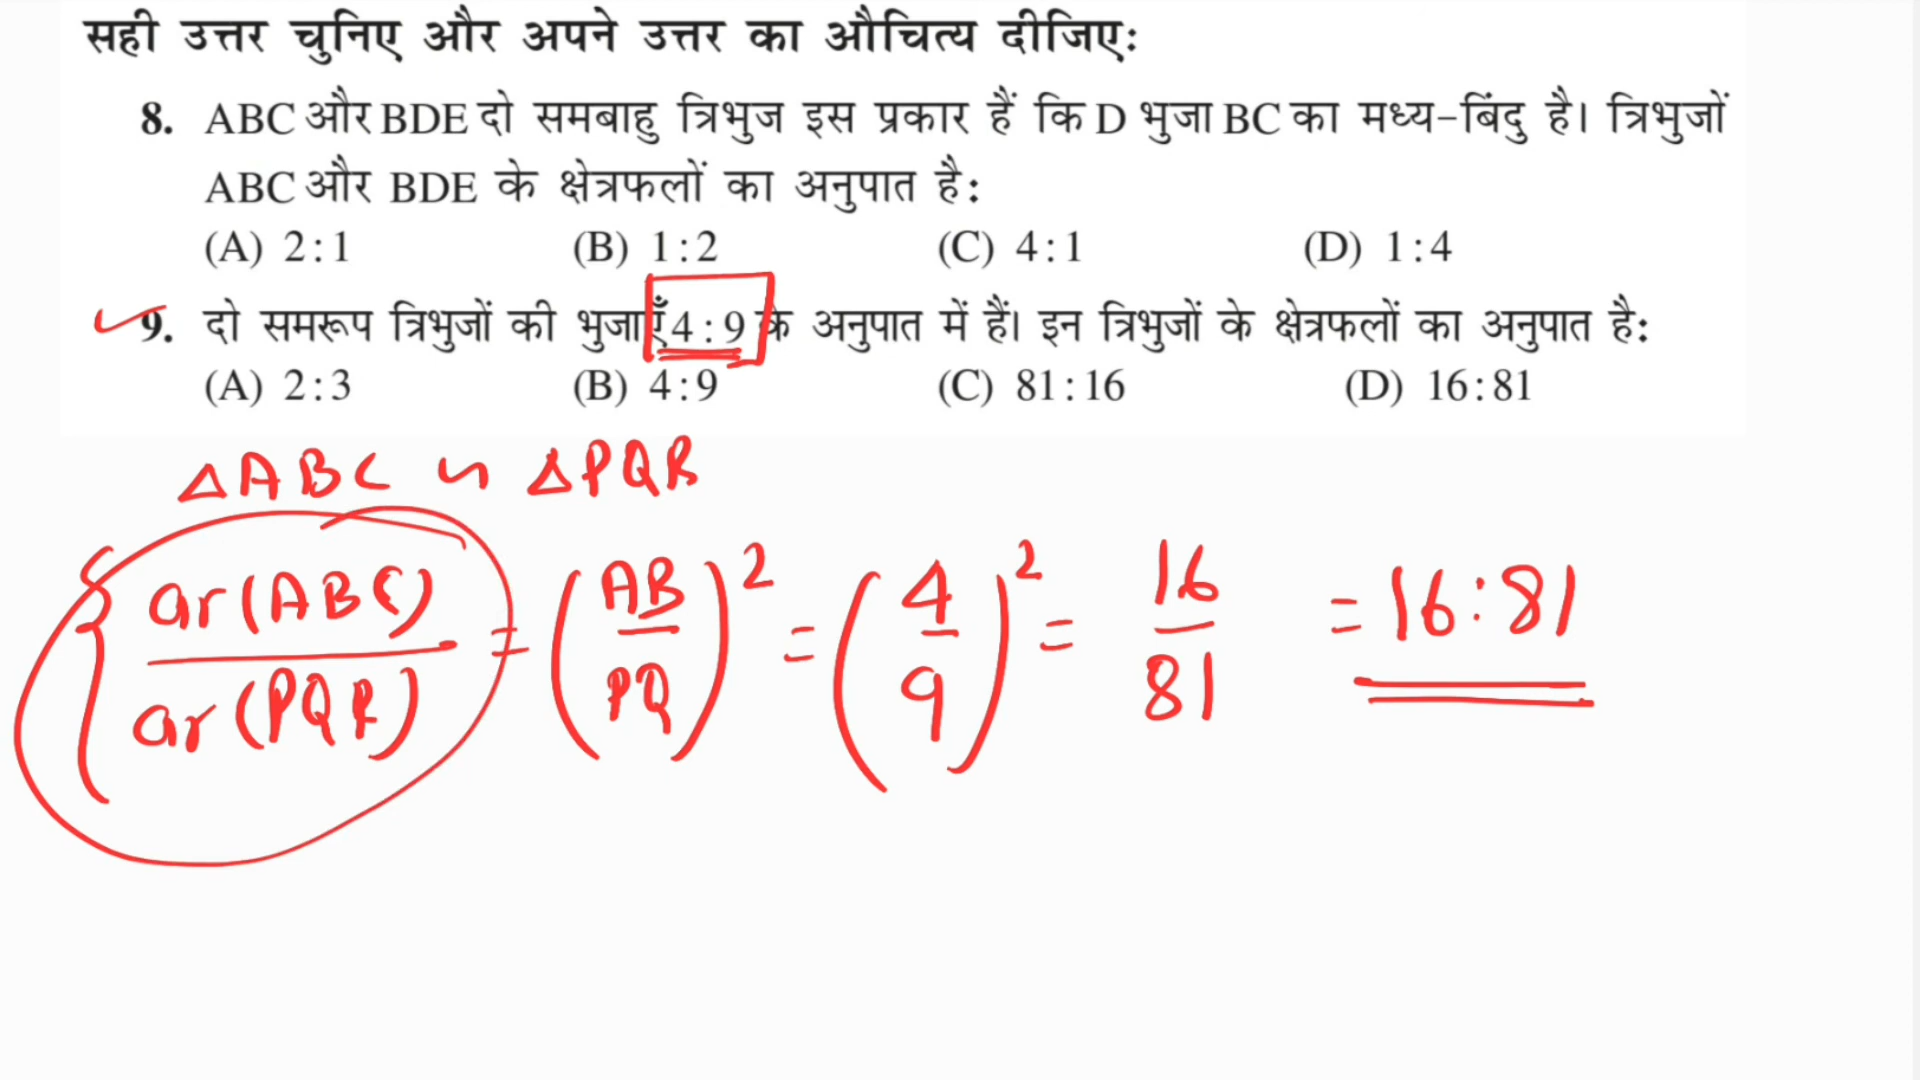 सही उत्तर चुनिए और अपने उत्तर का औचित्य दीजिए:
8. ABC और BDE दो समबाहु त्रिभुज इस प्रकार हैं कि D भुजा BC का मध्य-बिंदु है। त्रिभुजों
ABC और BDE के क्षेत्रफलों का अनुपात है:
(A) 2:1 (B) 1:2 (C) 4:1 (D) 1:4
9. दो समरूप त्रिभुजों की भुजाएँ 4:9 के अनुपात में हैं। इन त्रिभुजों के क्षेत्रफलों का अनुपात है:
(A) 2:3 (B) 4:9 (C) 81:16 (D) 16:81
△ABC ∽ △PQR
ar(ABC)/ar(PQR) = (AB/PQ)² = (4/9)² = 16/81 = 16:81